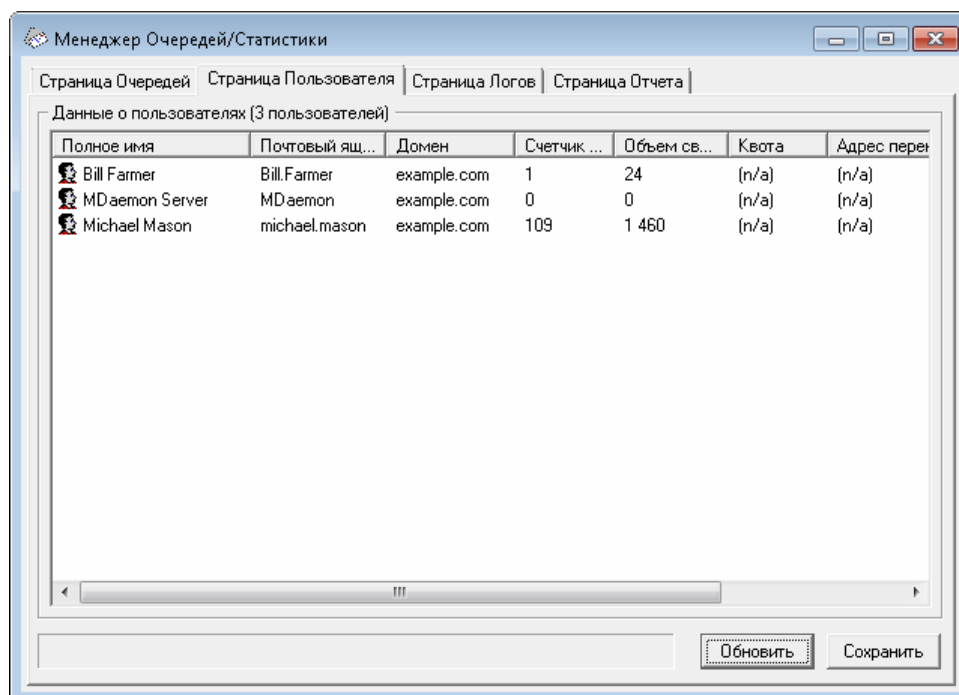 Менеджер Очередей/Статистики
Страница Очередей Страница Пользователя Страница Логов Страница Отчета
Данные о пользователях (3 пользователей)
Полное имя Почтовый ящ... Домен Счетчик ... Объем св... Квота Адрес перен
Bill Farmer Bill.Farmer example.com 1 24 (n/a) (n/a)
MDaemon Server MDaemon example.com 0 0 (n/a) (n/a)
Michael Mason michael.mason example.com 109 1 460 (n/a) (n/a)
Обновить Сохранить